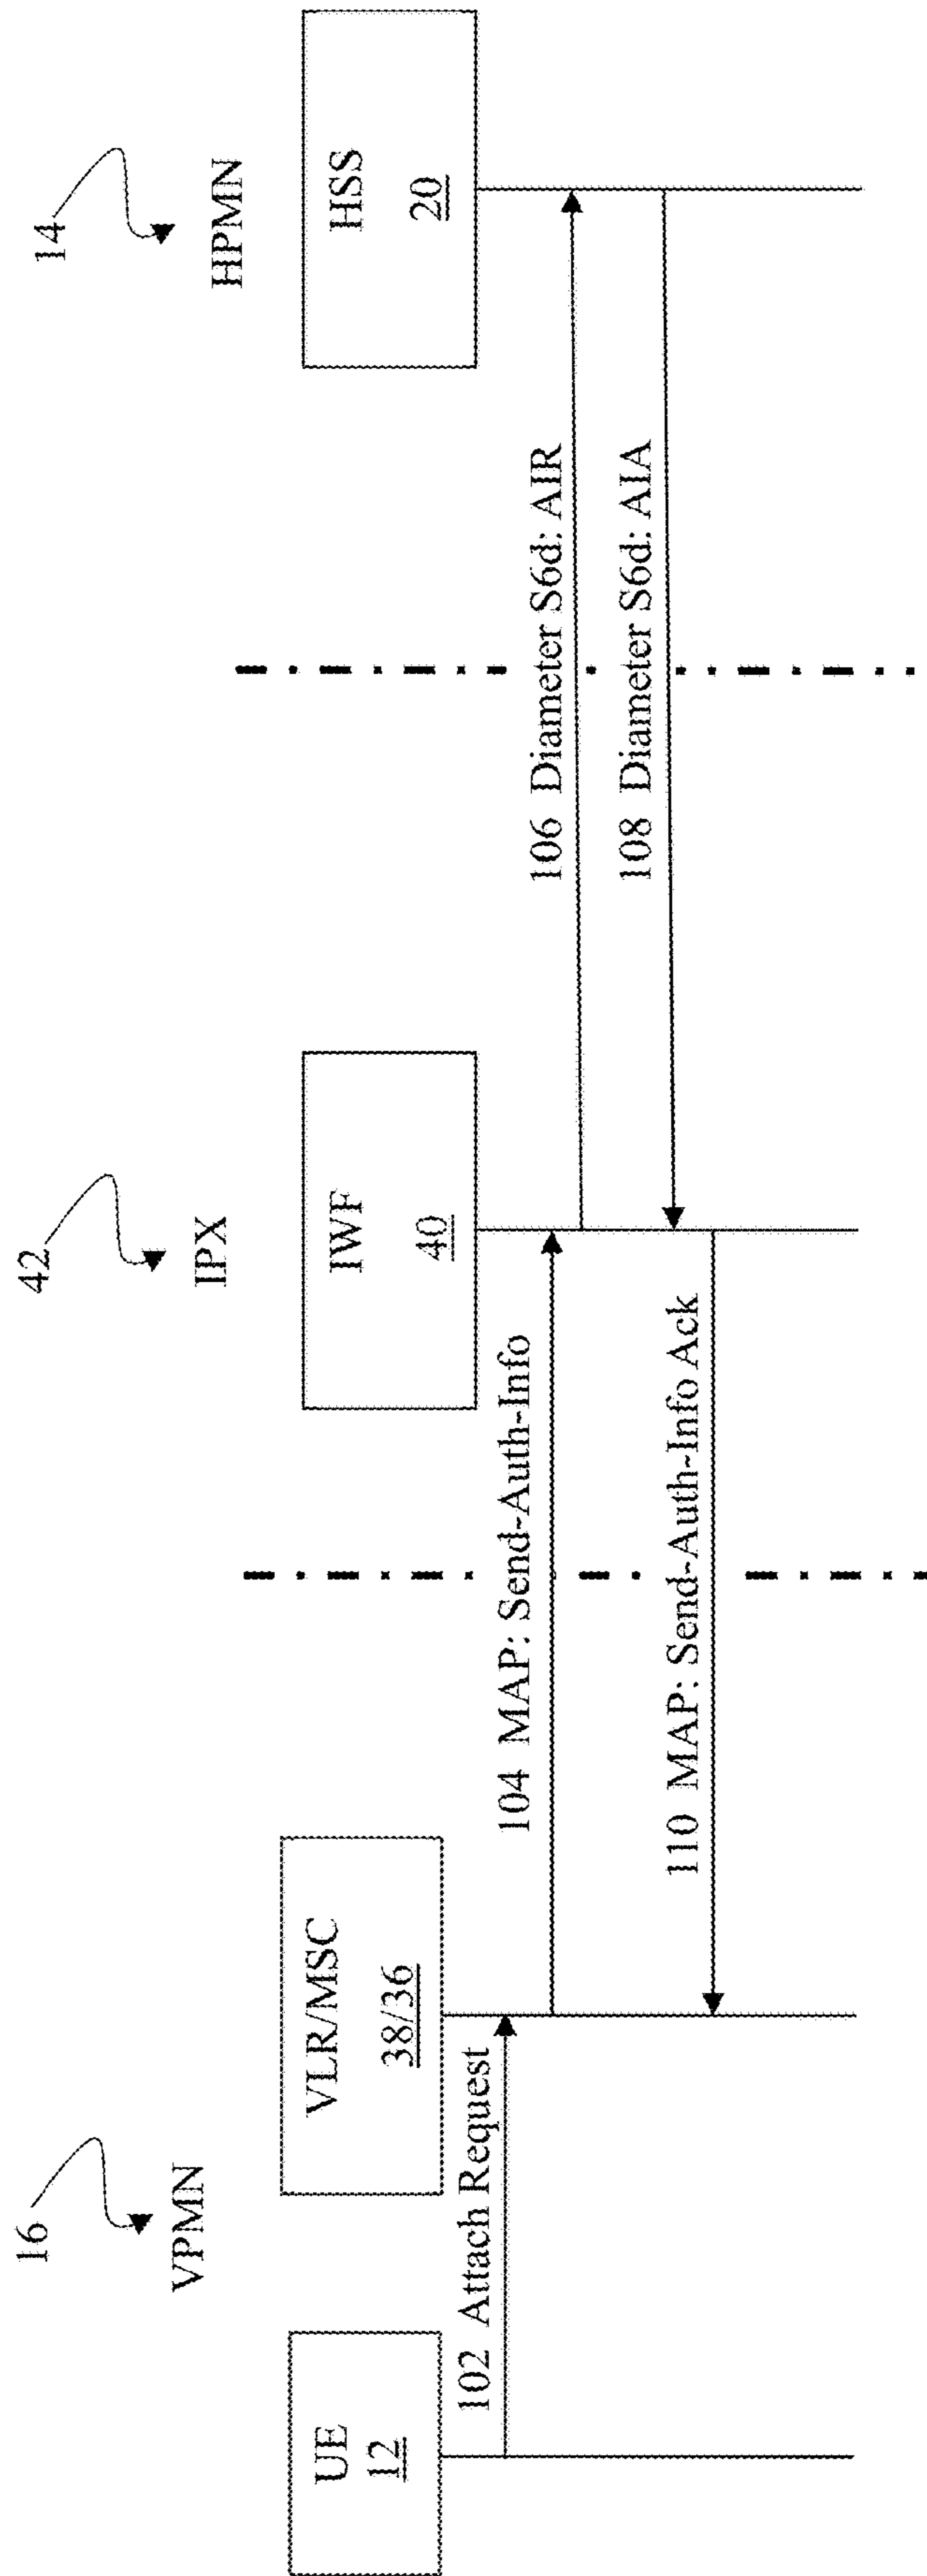 16
VPMN
42
IPX
14
HPMN
UE
12
VLR/MSC
38/36
IWF
40
HSS
20
102 Attach Request
104 MAP: Send-Auth-Info
106 Diameter S6d: AIR
108 Diameter S6d: AIA
110 MAP: Send-Auth-Info Ack